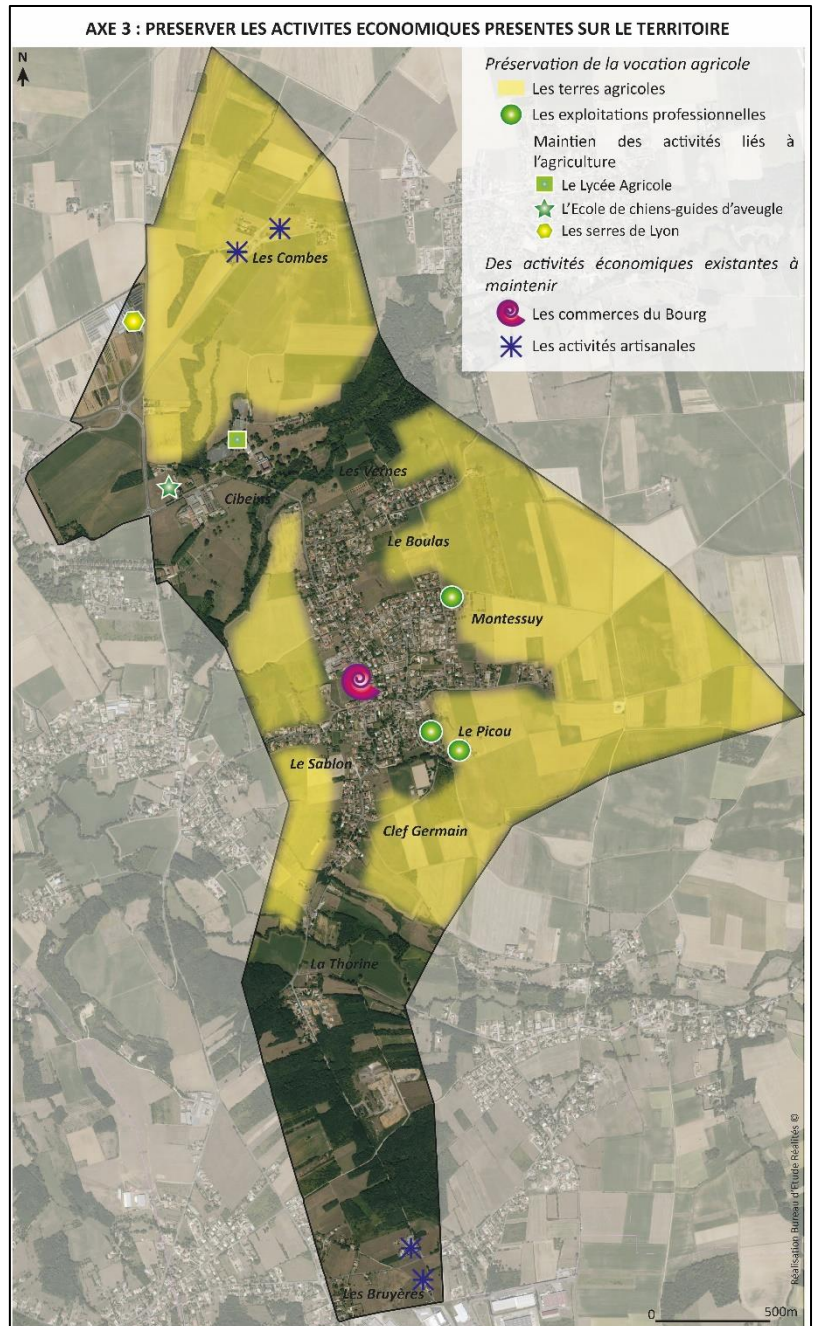 AXE 3 : PRESERVER LES ACTIVITES ECONOMIQUES PRESENTES SUR LE TERRITOIRE
N
Préservation de la vocation agricole
Les terres agricoles
Les exploitations professionnelles
Maintien des activités liés à
l'agriculture
Le Lycée Agricole
L'Ecole de chiens-guides d'aveugle
Les serres de Lyon
Des activités économiques existantes à
maintenir
Les commerces du Bourg
Les activités artisanales
Les Combes
Les Vernes
Cibeins
Le Boulas
Montessuy
Le Picou
Le Sablon
Clef Germain
La Thorine
Les Bruyères
Réalisation Bureau d'Etude Réalités ©
0 500m